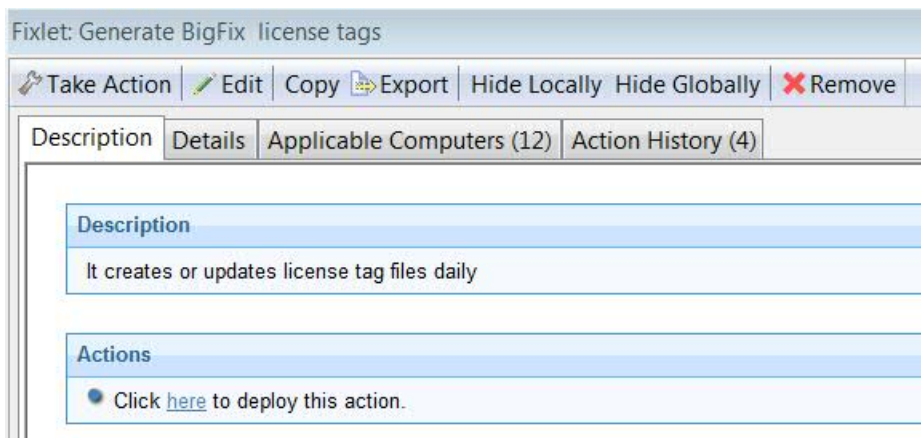 Fixlet: Generate BigFix license tags
Take Action Edit Copy Export Hide Locally Hide Globally Remove
Description Details Applicable Computers (12) Action History (4)
Description
It creates or updates license tag files daily
Actions
Click here to deploy this action.